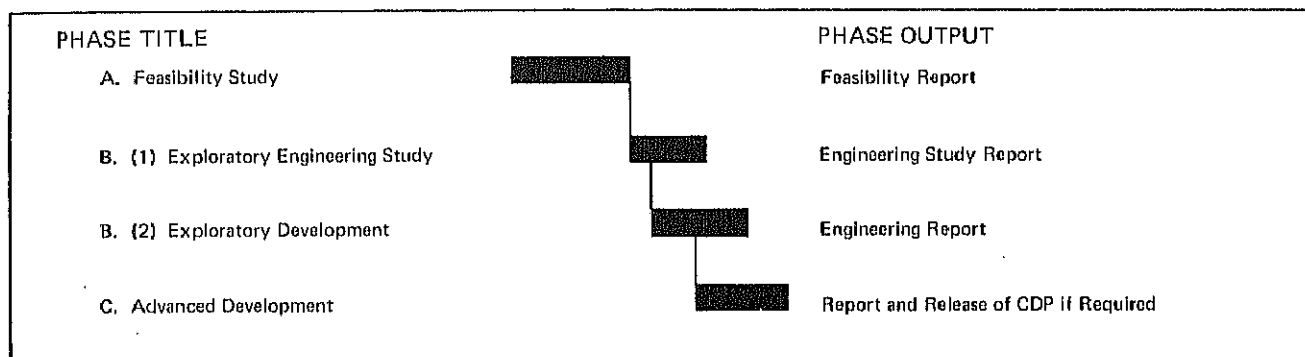 PHASE TITLE PHASE OUTPUT
A. Feasibility Study Feasibility Report
B. (1) Exploratory Engineering Study Engineering Study Report
B. (2) Exploratory Development Engineering Report
C. Advanced Development Report and Release of CDP if Required